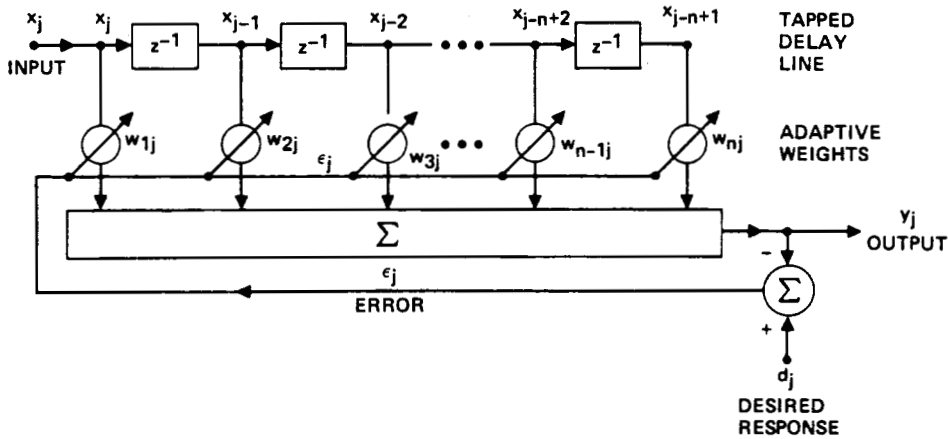 x_j x_j z⁻¹ x_{j-1} z⁻¹ x_{j-2} x_{j-n+2} z⁻¹ x_{j-n+1}
INPUT
TAPPED
DELAY
LINE
w_{1j} w_{2j} w_{3j} w_{n-1j} w_{nj}
ADAPTIVE
WEIGHTS
ϵ_j
Σ
y_j
OUTPUT
−
Σ
+
ϵ_j
ERROR
d_j
DESIRED
RESPONSE